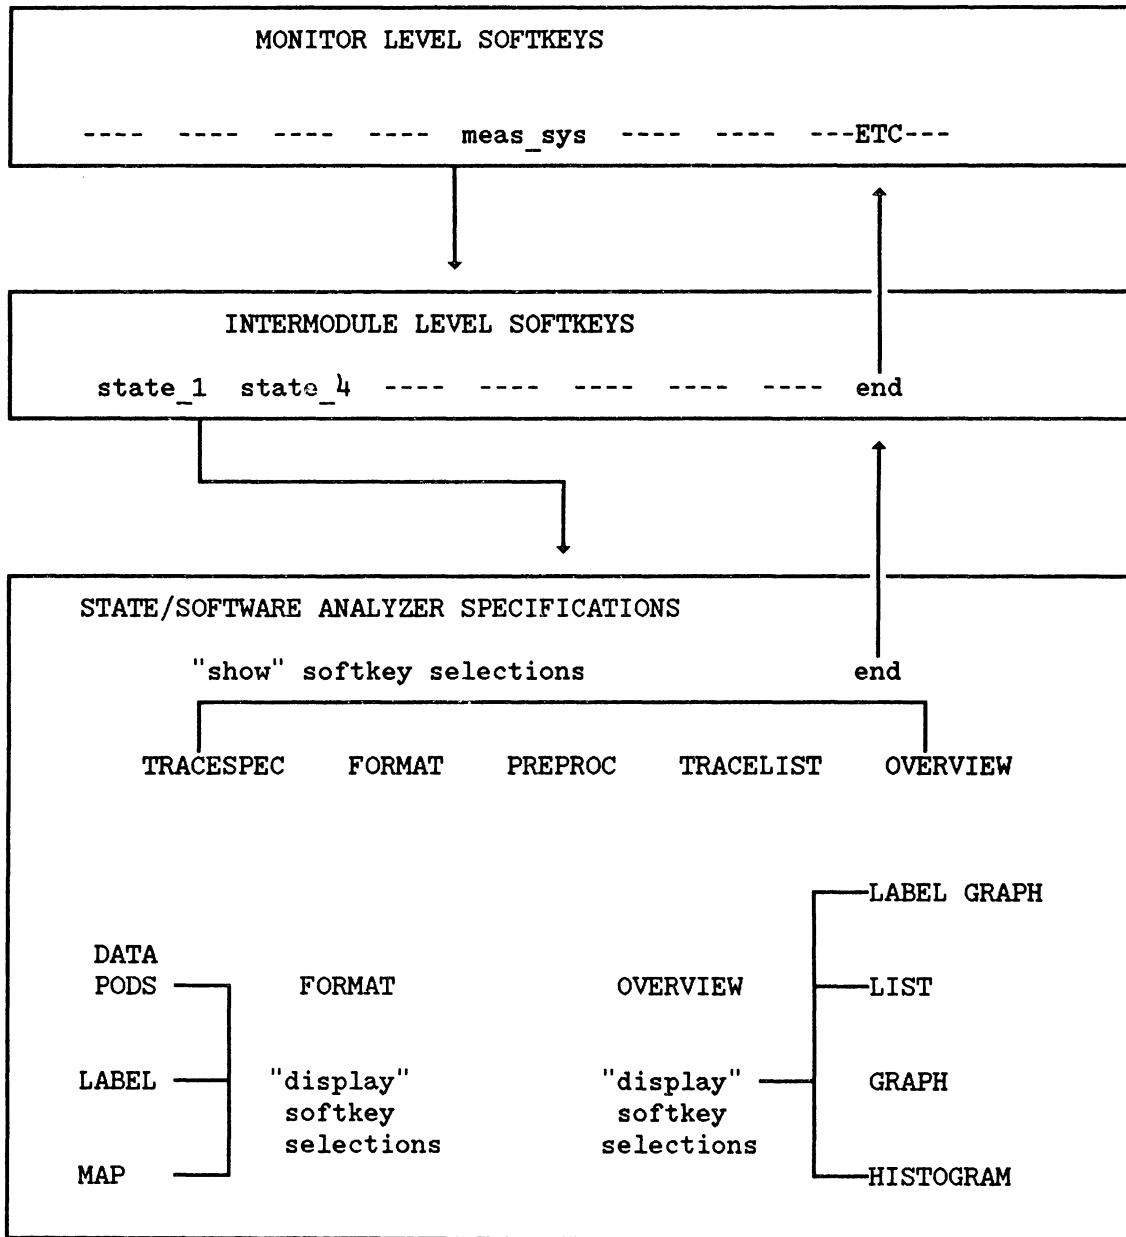 MONITOR LEVEL SOFTKEYS
---- ---- ---- ---- meas_sys ---- ---- ---ETC---
INTERMODULE LEVEL SOFTKEYS
state_1 state_4 ---- ---- ---- ---- ---- end
STATE/SOFTWARE ANALYZER SPECIFICATIONS
"show" softkey selections end
TRACESPEC FORMAT PREPROC TRACELIST OVERVIEW
LABEL GRAPH
DATA
PODS FORMAT OVERVIEW LIST
LABEL "display" "display" GRAPH
softkey softkey
selections selections
MAP HISTOGRAM